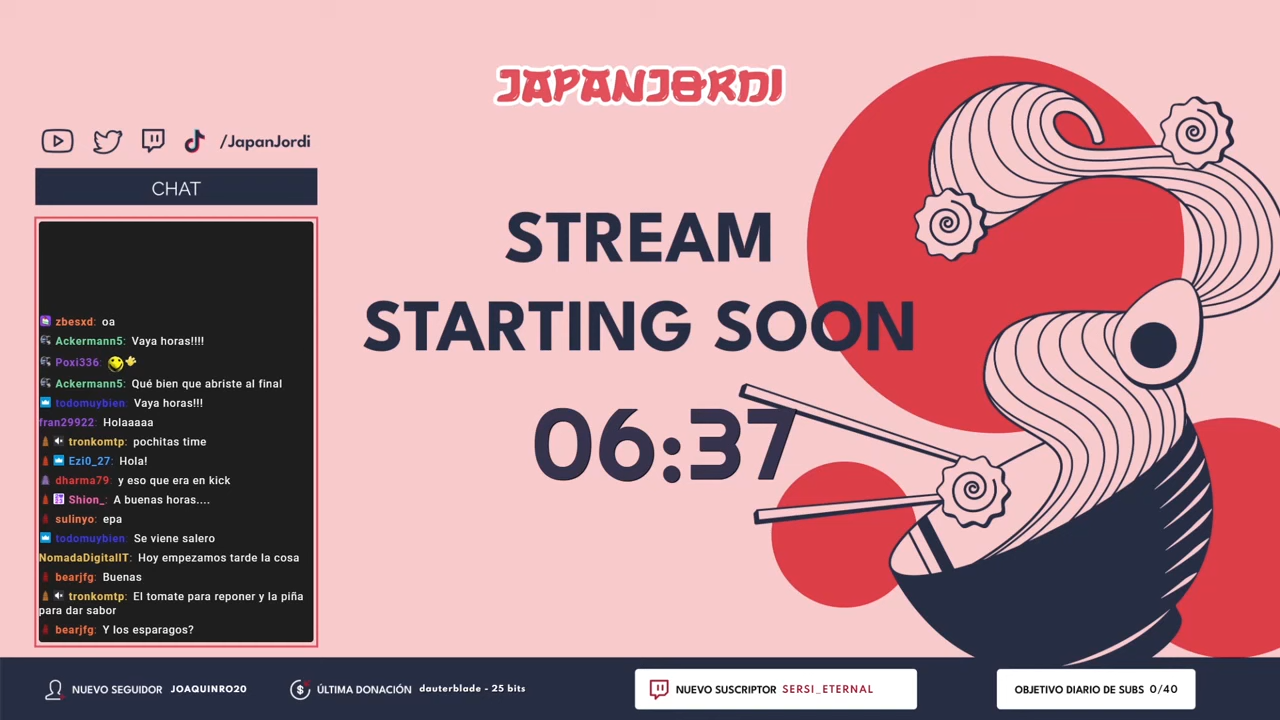 JAPANJORDI
/JapanJordi
CHAT
STREAM
STARTING SOON
06:37
zbesxd: oa
Ackermann5: Vaya horas!!!!
Poxi336:
Ackermann5: Qué bien que abriste al final
todomuybien: Vaya horas!!!
fran29922: Holaaaaa
tronkomtp: pochitas time
Ezi0_27: Hola!
dharma79: y eso que era en kick
Shion_: A buenas horas....
sulinyo: epa
todomuybien: Se viene salero
NomadaDigitalIT: Hoy empezamos tarde la cosa
bearjfg: Buenas
tronkomtp: El tomate para reponer y la piña
para dar sabor
bearjfg: Y los esparagos?
NUEVO SEGUIDOR JOAQUINRO20
ÚLTIMA DONACIÓN dauterblade - 25 bits
NUEVO SUSCRIPTOR SERSI_ETERNAL
OBJETIVO DIARIO DE SUBS 0/40